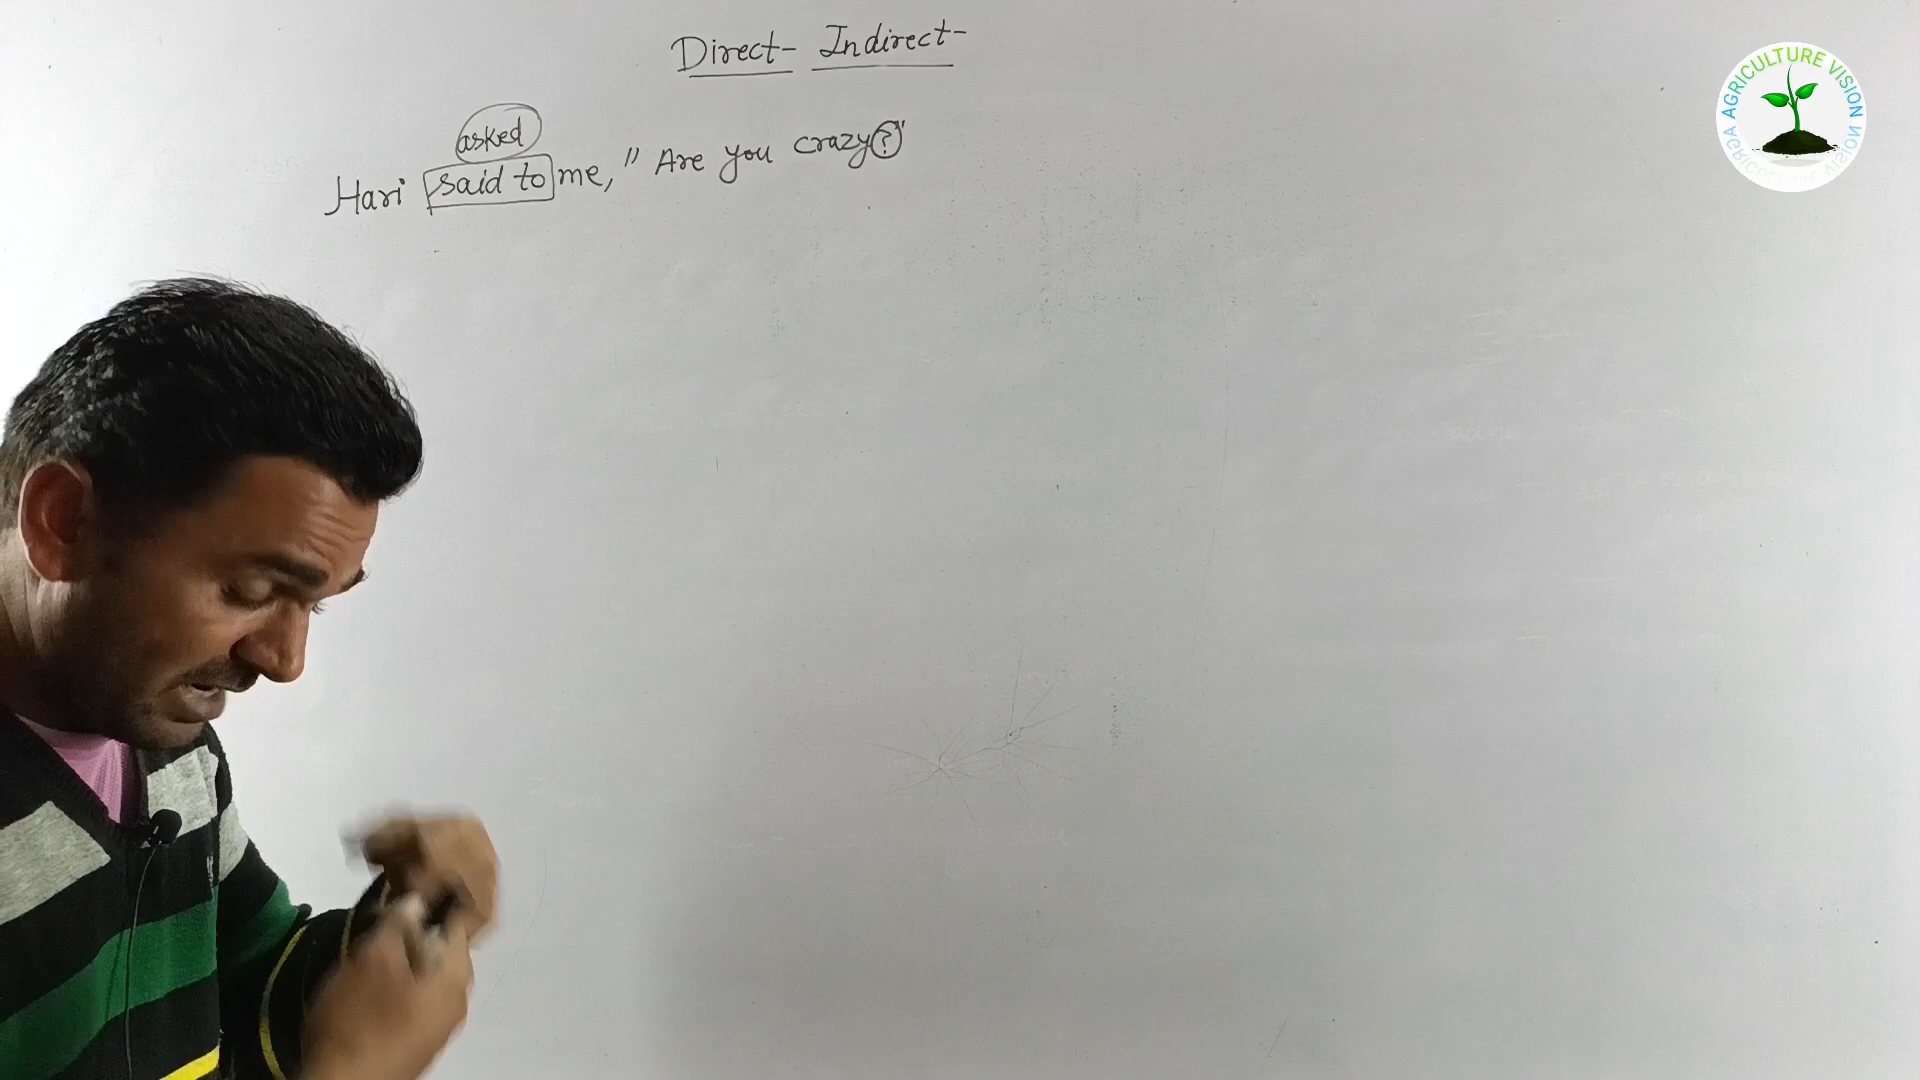 Direct- Indirect-
asked
Hari said to me, " Are you crazy?"
AGRICULTURE VISION